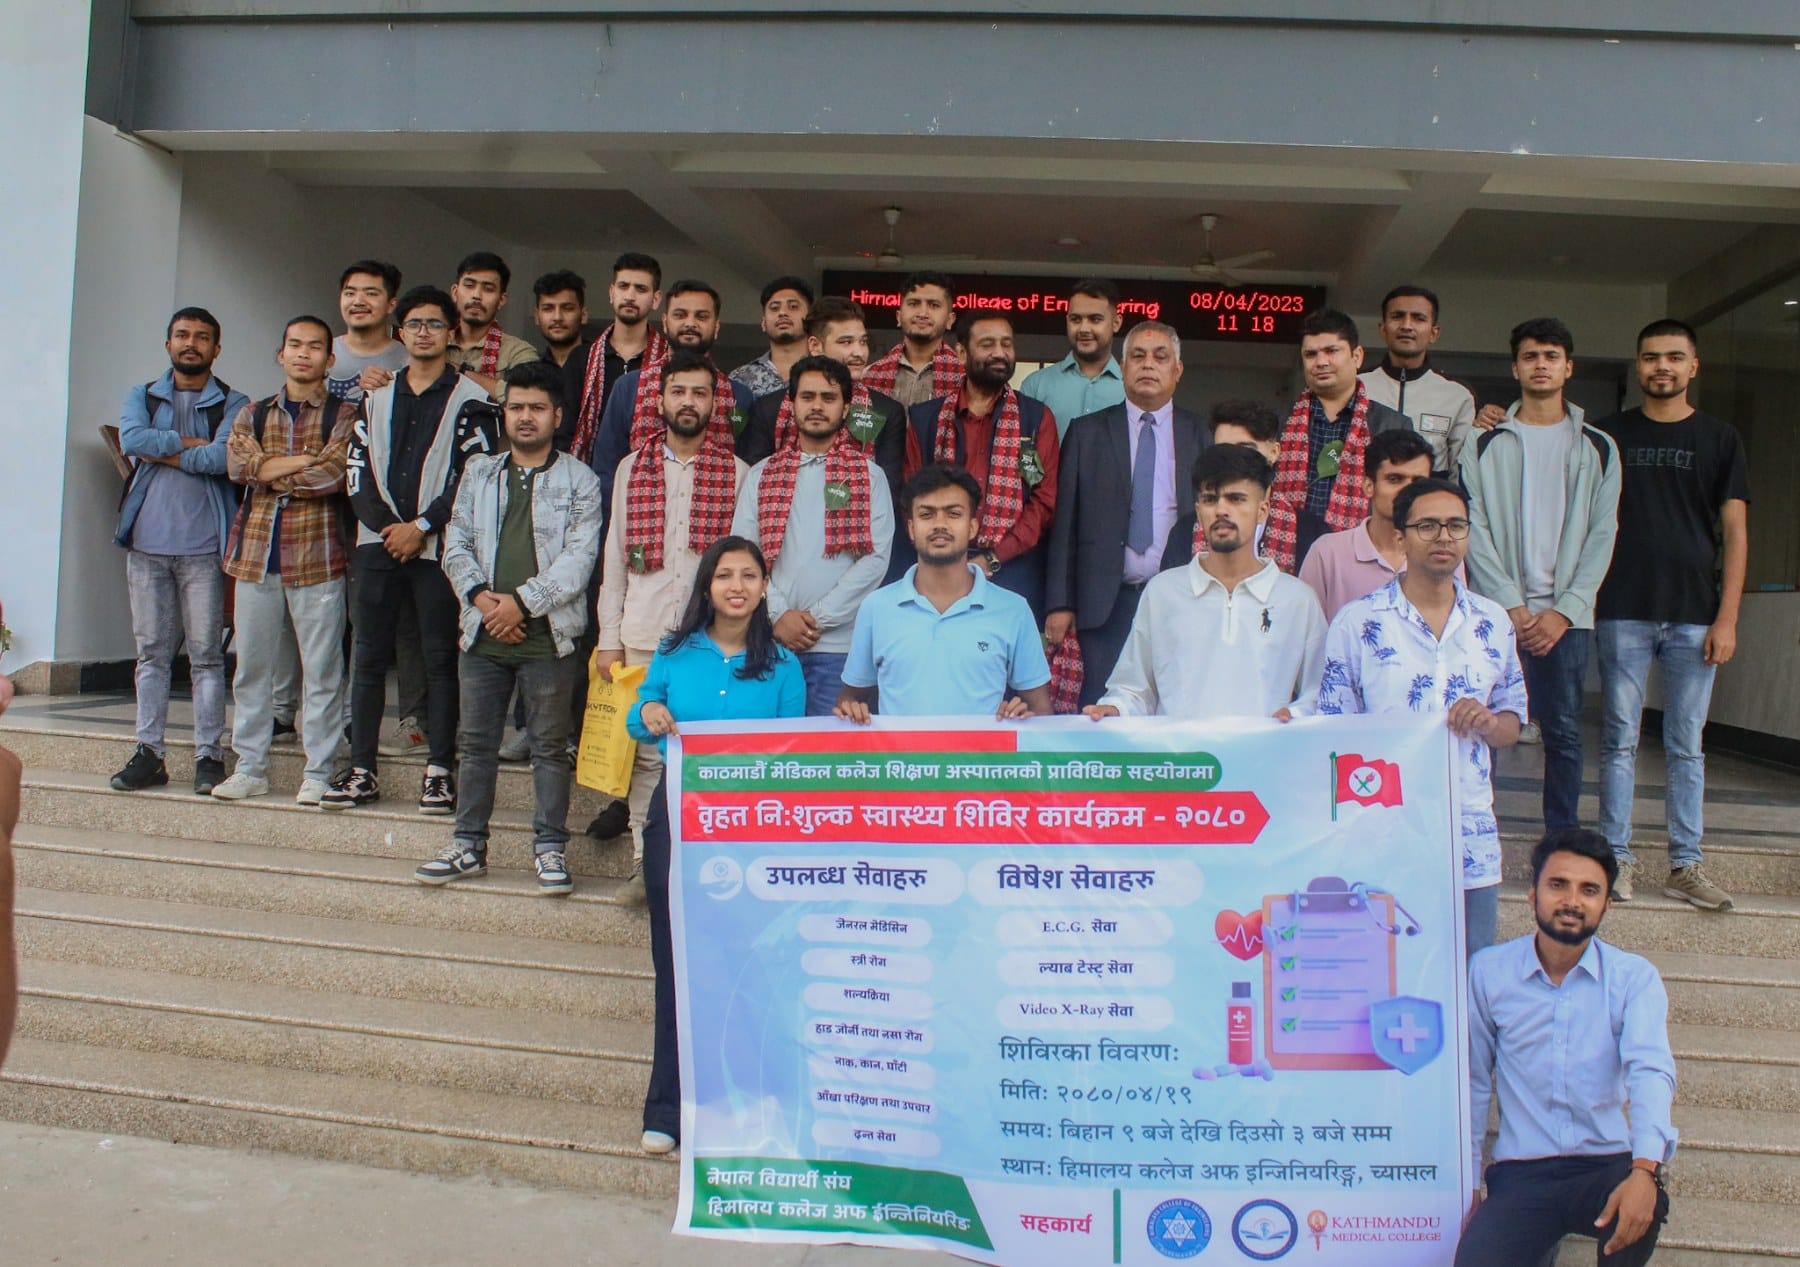 College of En
08/04/2023
11 18
PERFECT
काठमाडौं मेडिकल कलेज शिक्षण अस्पतालको प्राविधिक सहयोगमा
वृहत नि:शुल्क स्वास्थ्य शिविर कार्यक्रम - २०८०
उपलब्ध सेवाहरु
जेनरल मेडिसिन
स्त्री रोग
शल्यक्रिया
हाड जोर्नी तथा नसा रोग
नाक, कान, घाँटी
आँखा परिक्षण तथा उपचार
दन्त सेवा
विषेश सेवाहरु
E.C.G. सेवा
ल्याब टेस्ट् सेवा
Video X-Ray सेवा
शिविरका विवरण:
मिति: २०८०/०४/१९
समय: बिहान ९ बजे देखि दिउसो ३ बजे सम्म
स्थान: हिमालय कलेज अफ इन्जिनियरिङ्ग, च्यासल
नेपाल विद्यार्थी संघ
हिमालय कलेज अफ ईन्जिनियरिङ
सहकार्य
KATHMANDU
MEDICAL COLLEGE